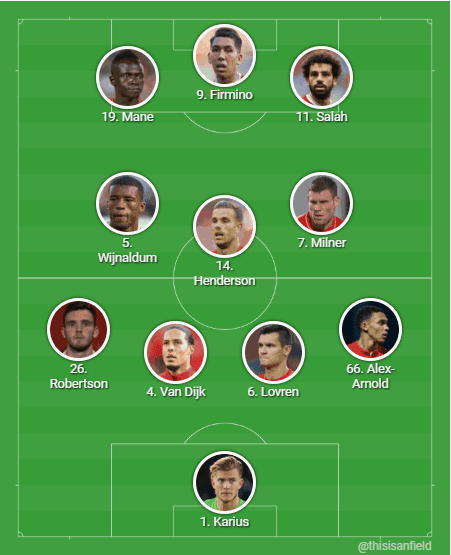 9. Firmino
19. Mane
11. Salah
5.
Wijnaldum
7. Milner
14.
Henderson
26.
Robertson
4. Van Dijk
6. Lovren
66. Alex-
Arnold
1. Karius
@thisisanfield